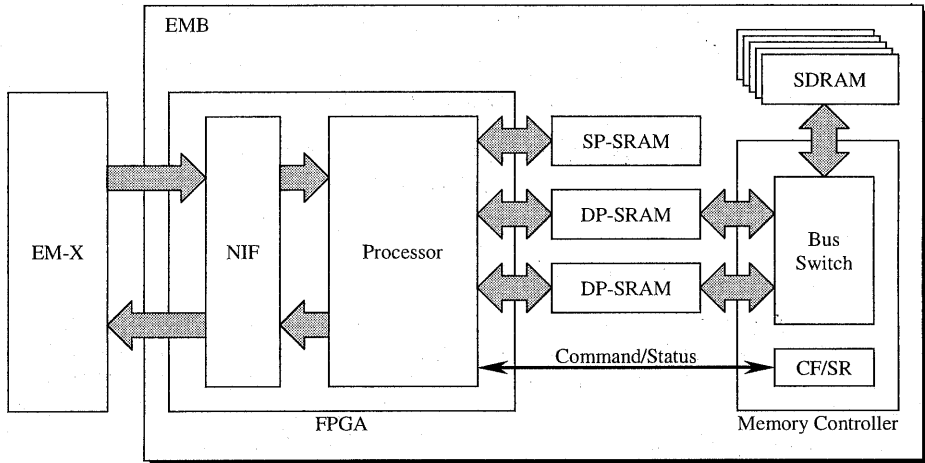 EMB
SDRAM
SP-SRAM
DP-SRAM
DP-SRAM
EM-X
NIF
Processor
Bus
Switch
Command/Status
CF/SR
FPGA
Memory Controller